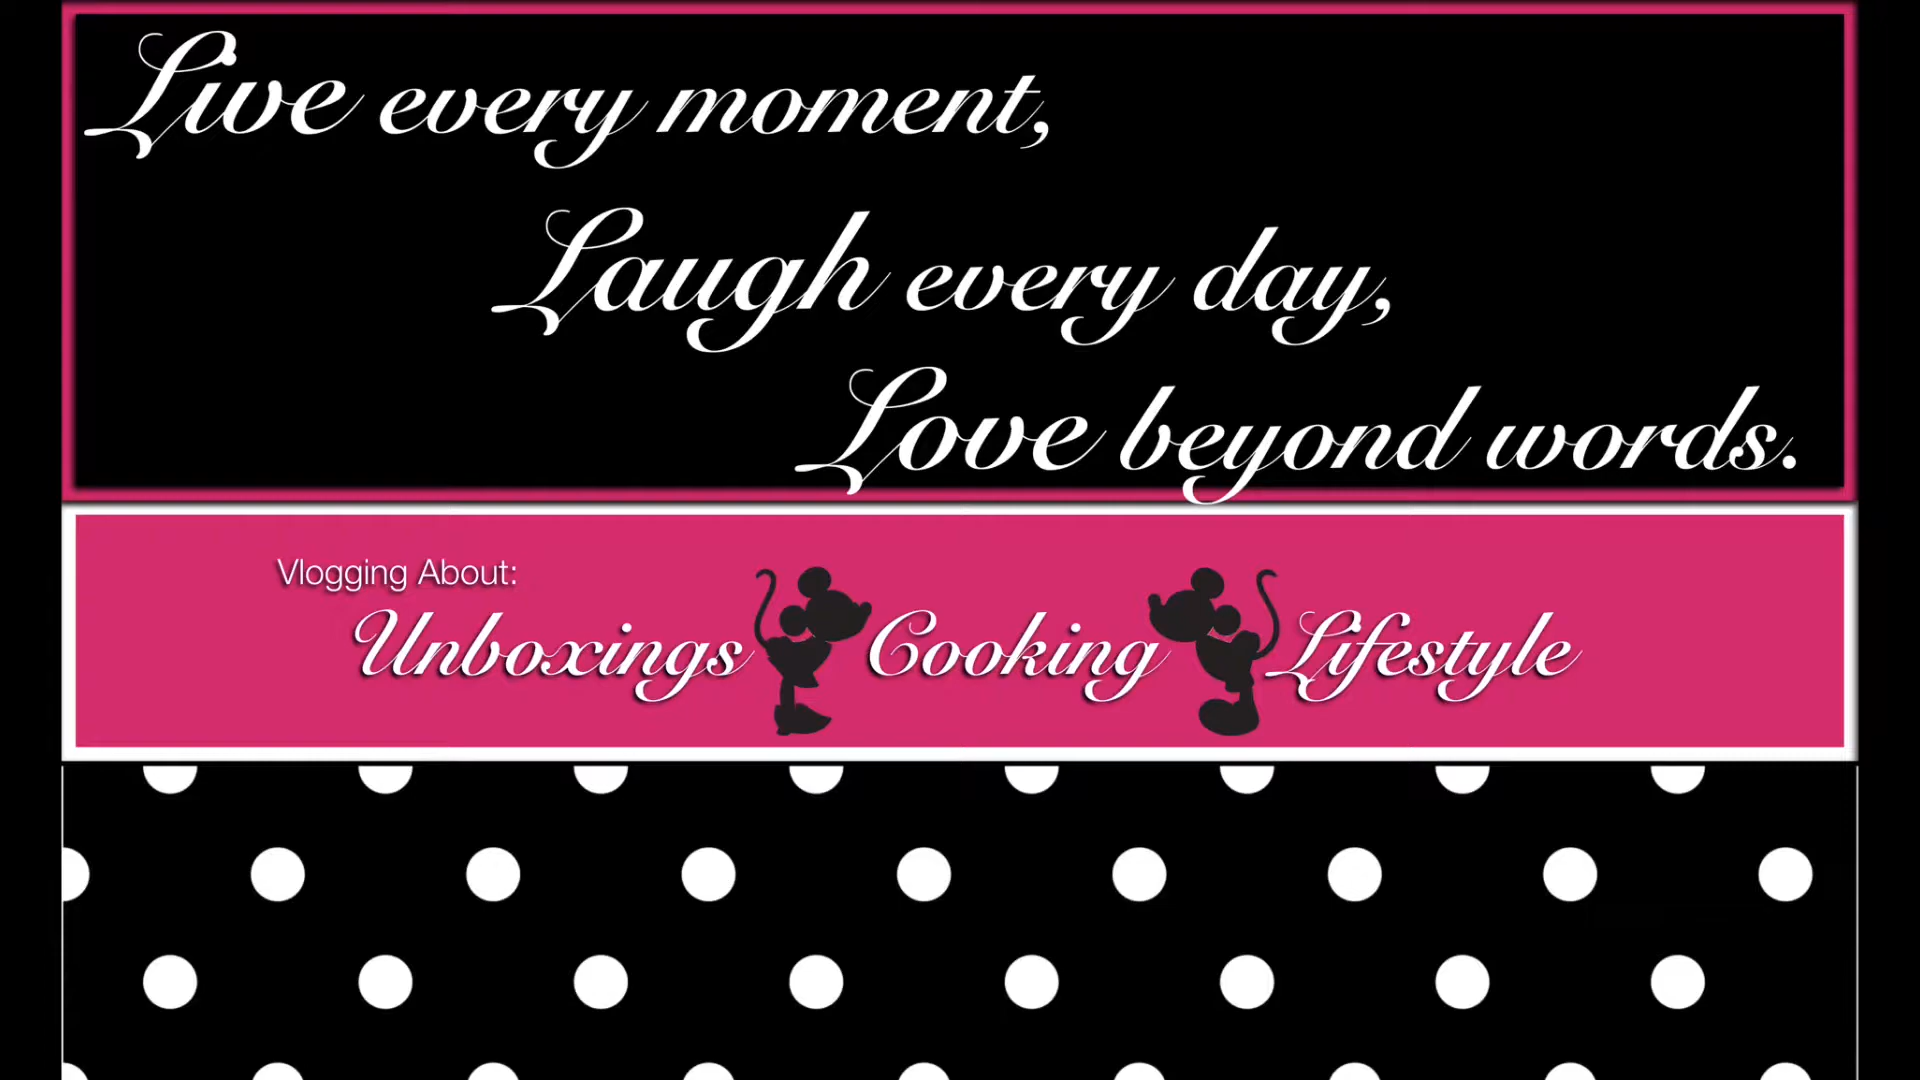 Live every moment,
Laugh every day,
Love beyond words.
Vlogging About:
Unboxings Cooking Lifestyle